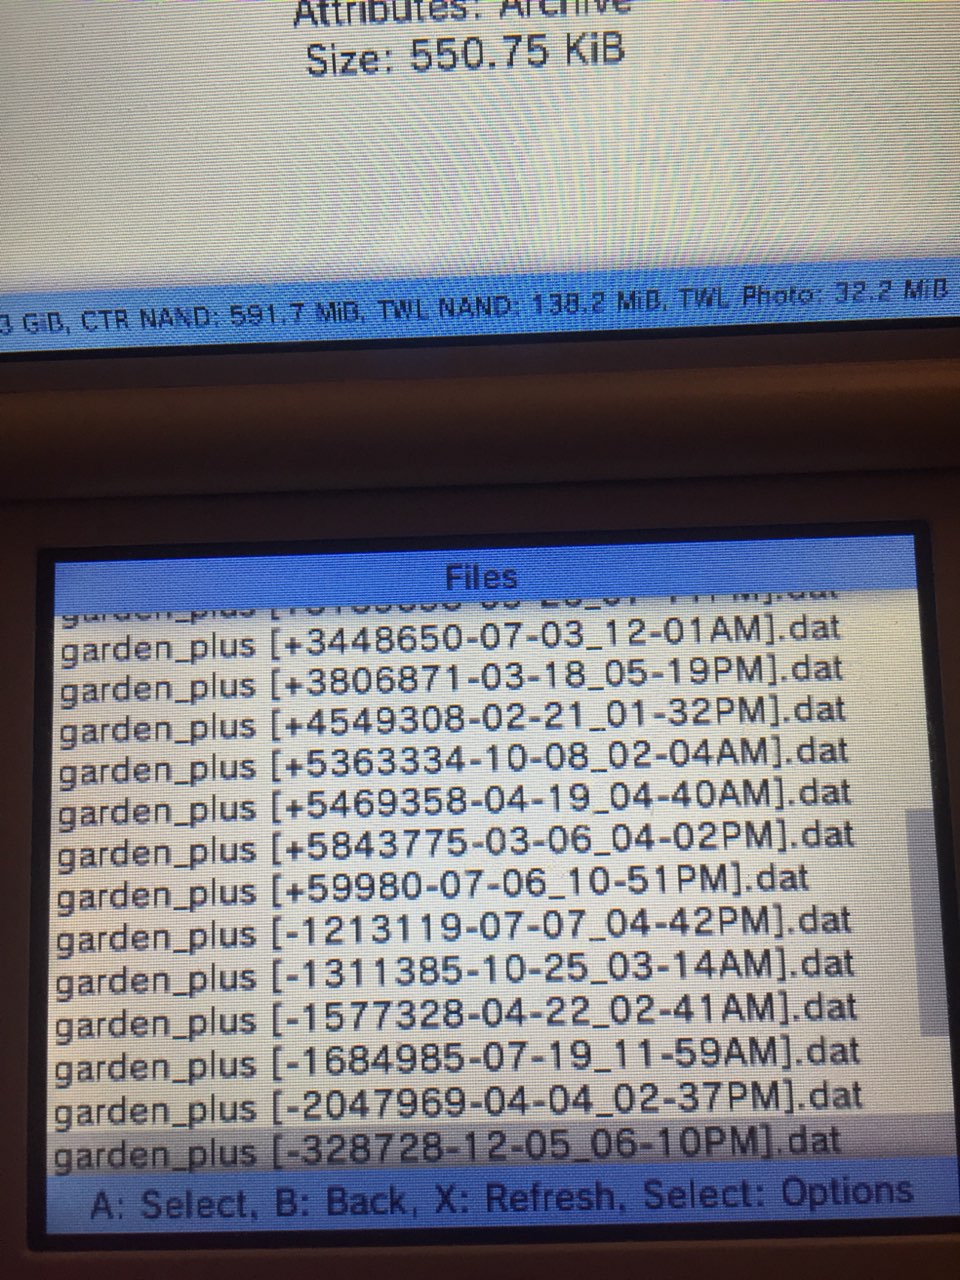 Attributes: Archive
Size: 550.75 KiB
3 GiB, CTR NAND: 591.7 MiB, TWL NAND: 138.2 MiB, TWL Photo: 32.2 MiB
Files
garden_plus
garden_plus [+3448650-07-03_12-01AM].dat
garden_plus [+3806871-03-18_05-19PM].dat
garden_plus [+4549308-02-21_01-32PM].dat
garden_plus [+5363334-10-08_02-04AM].dat
garden_plus [+5469358-04-19_04-40AM].dat
garden_plus [+5843775-03-06_04-02PM].dat
garden_plus [+59980-07-06_10-51PM].dat
garden_plus [-1213119-07-07_04-42PM].dat
garden_plus [-1311385-10-25_03-14AM].dat
garden_plus [-1577328-04-22_02-41AM].dat
garden_plus [-1684985-07-19_11-59AM].dat
garden_plus [-2047969-04-04_02-37PM].dat
garden_plus [-328728-12-05_06-10PM].dat
A: Select, B: Back, X: Refresh, Select: Options